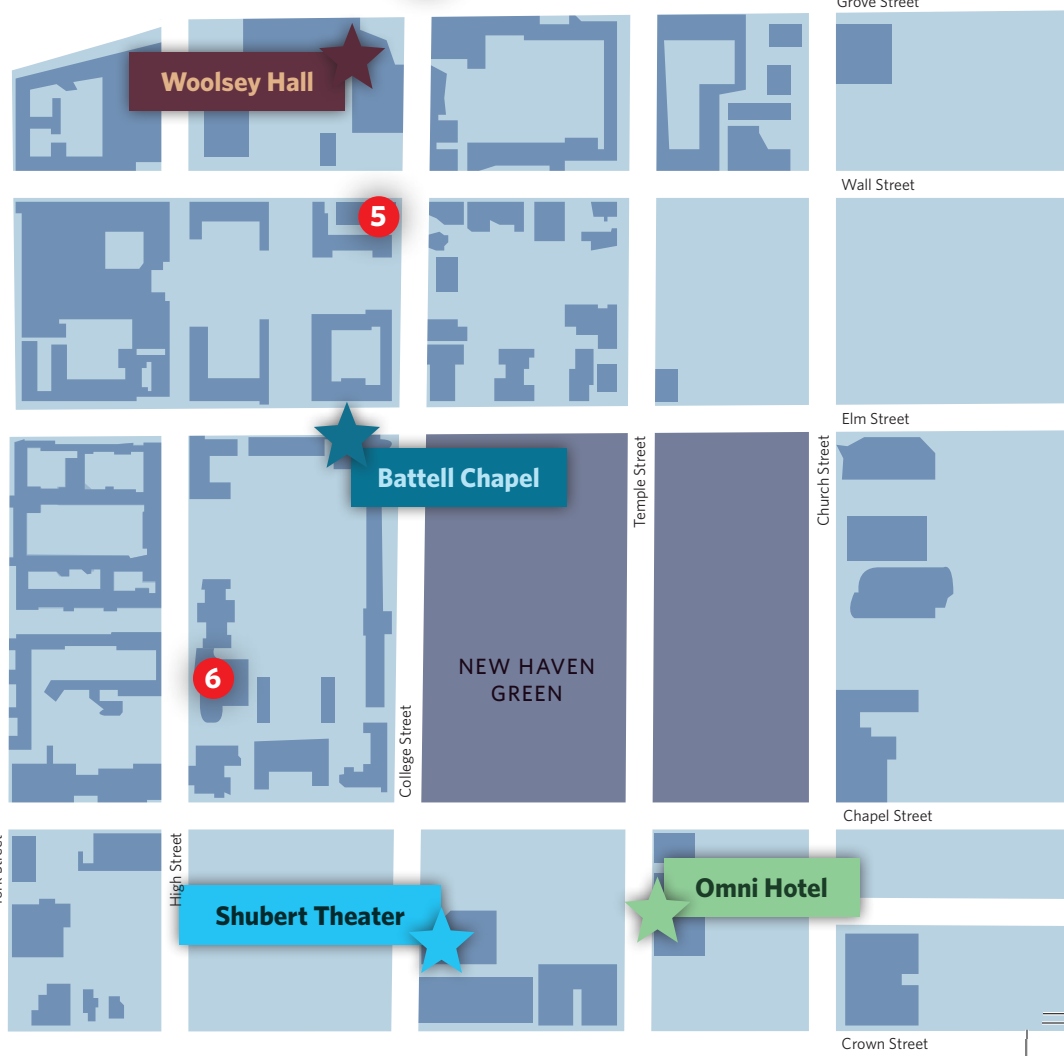 Grove Street
Woolsey Hall
Wall Street
5
Elm Street
Battell Chapel
Temple Street
Church Street
NEW HAVEN
GREEN
6
College Street
Chapel Street
High Street
Omni Hotel
Shubert Theater
Crown Street